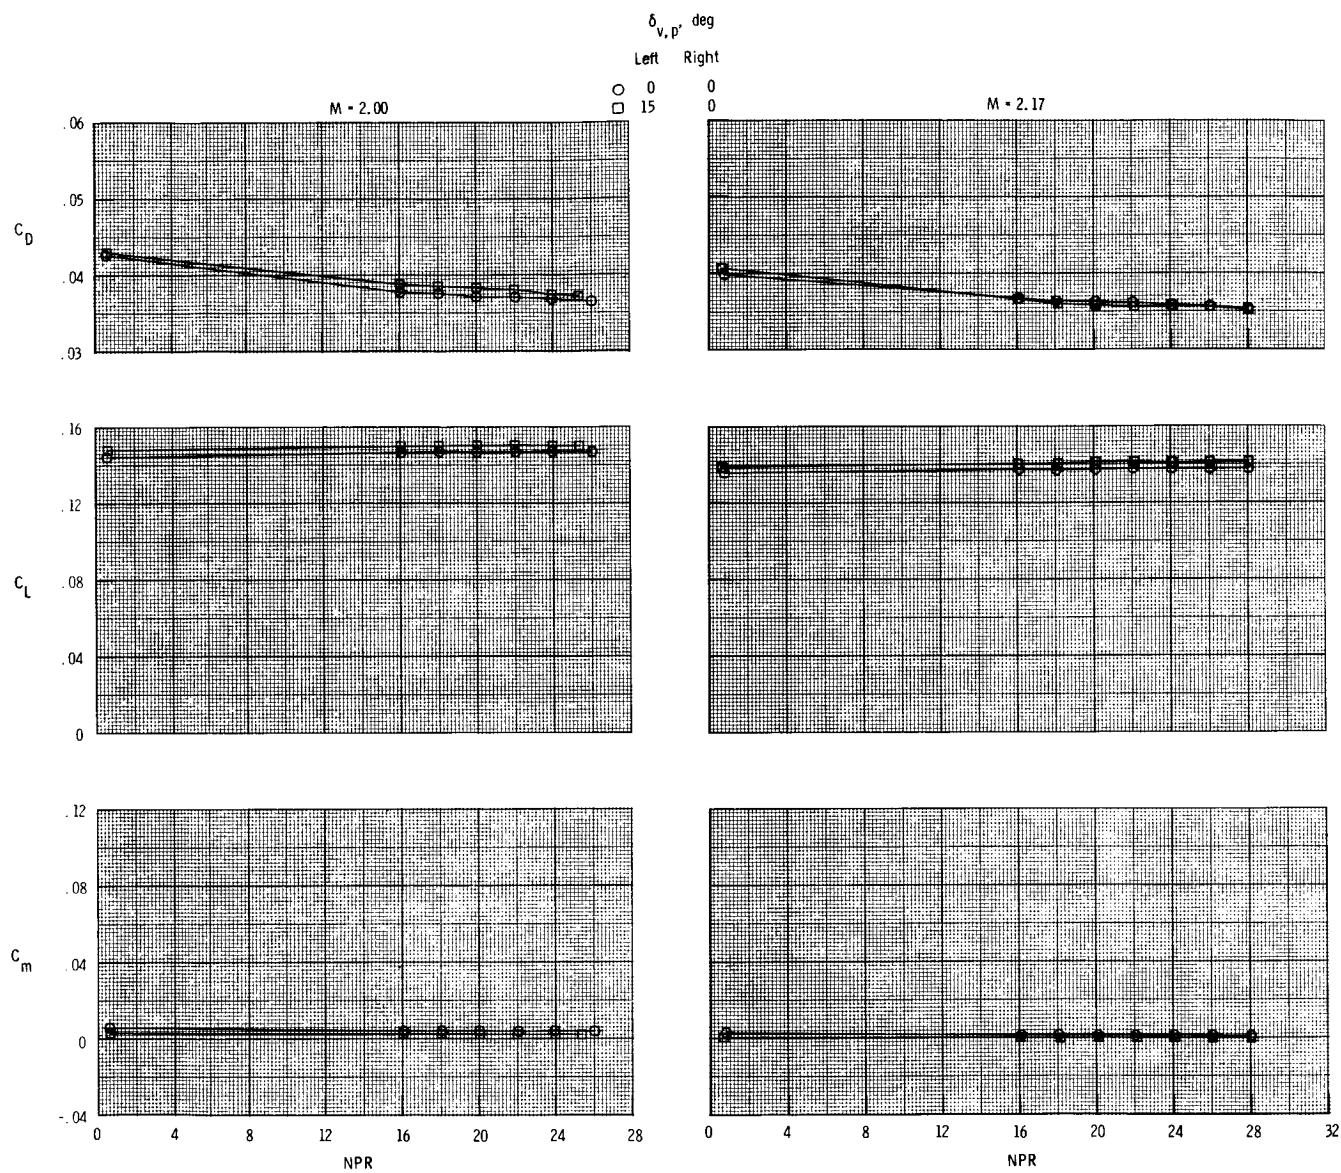 δv,p, deg
Left Right
0 0
15 0
M = 2.00
M = 2.17
.06
.05
CD
.04
.03
.16
.12
CL
.08
.04
0
.12
.08
Cm
.04
0
-.04
0 4 8 12 16 20 24 28
NPR
0 4 8 12 16 20 24 28 32
NPR